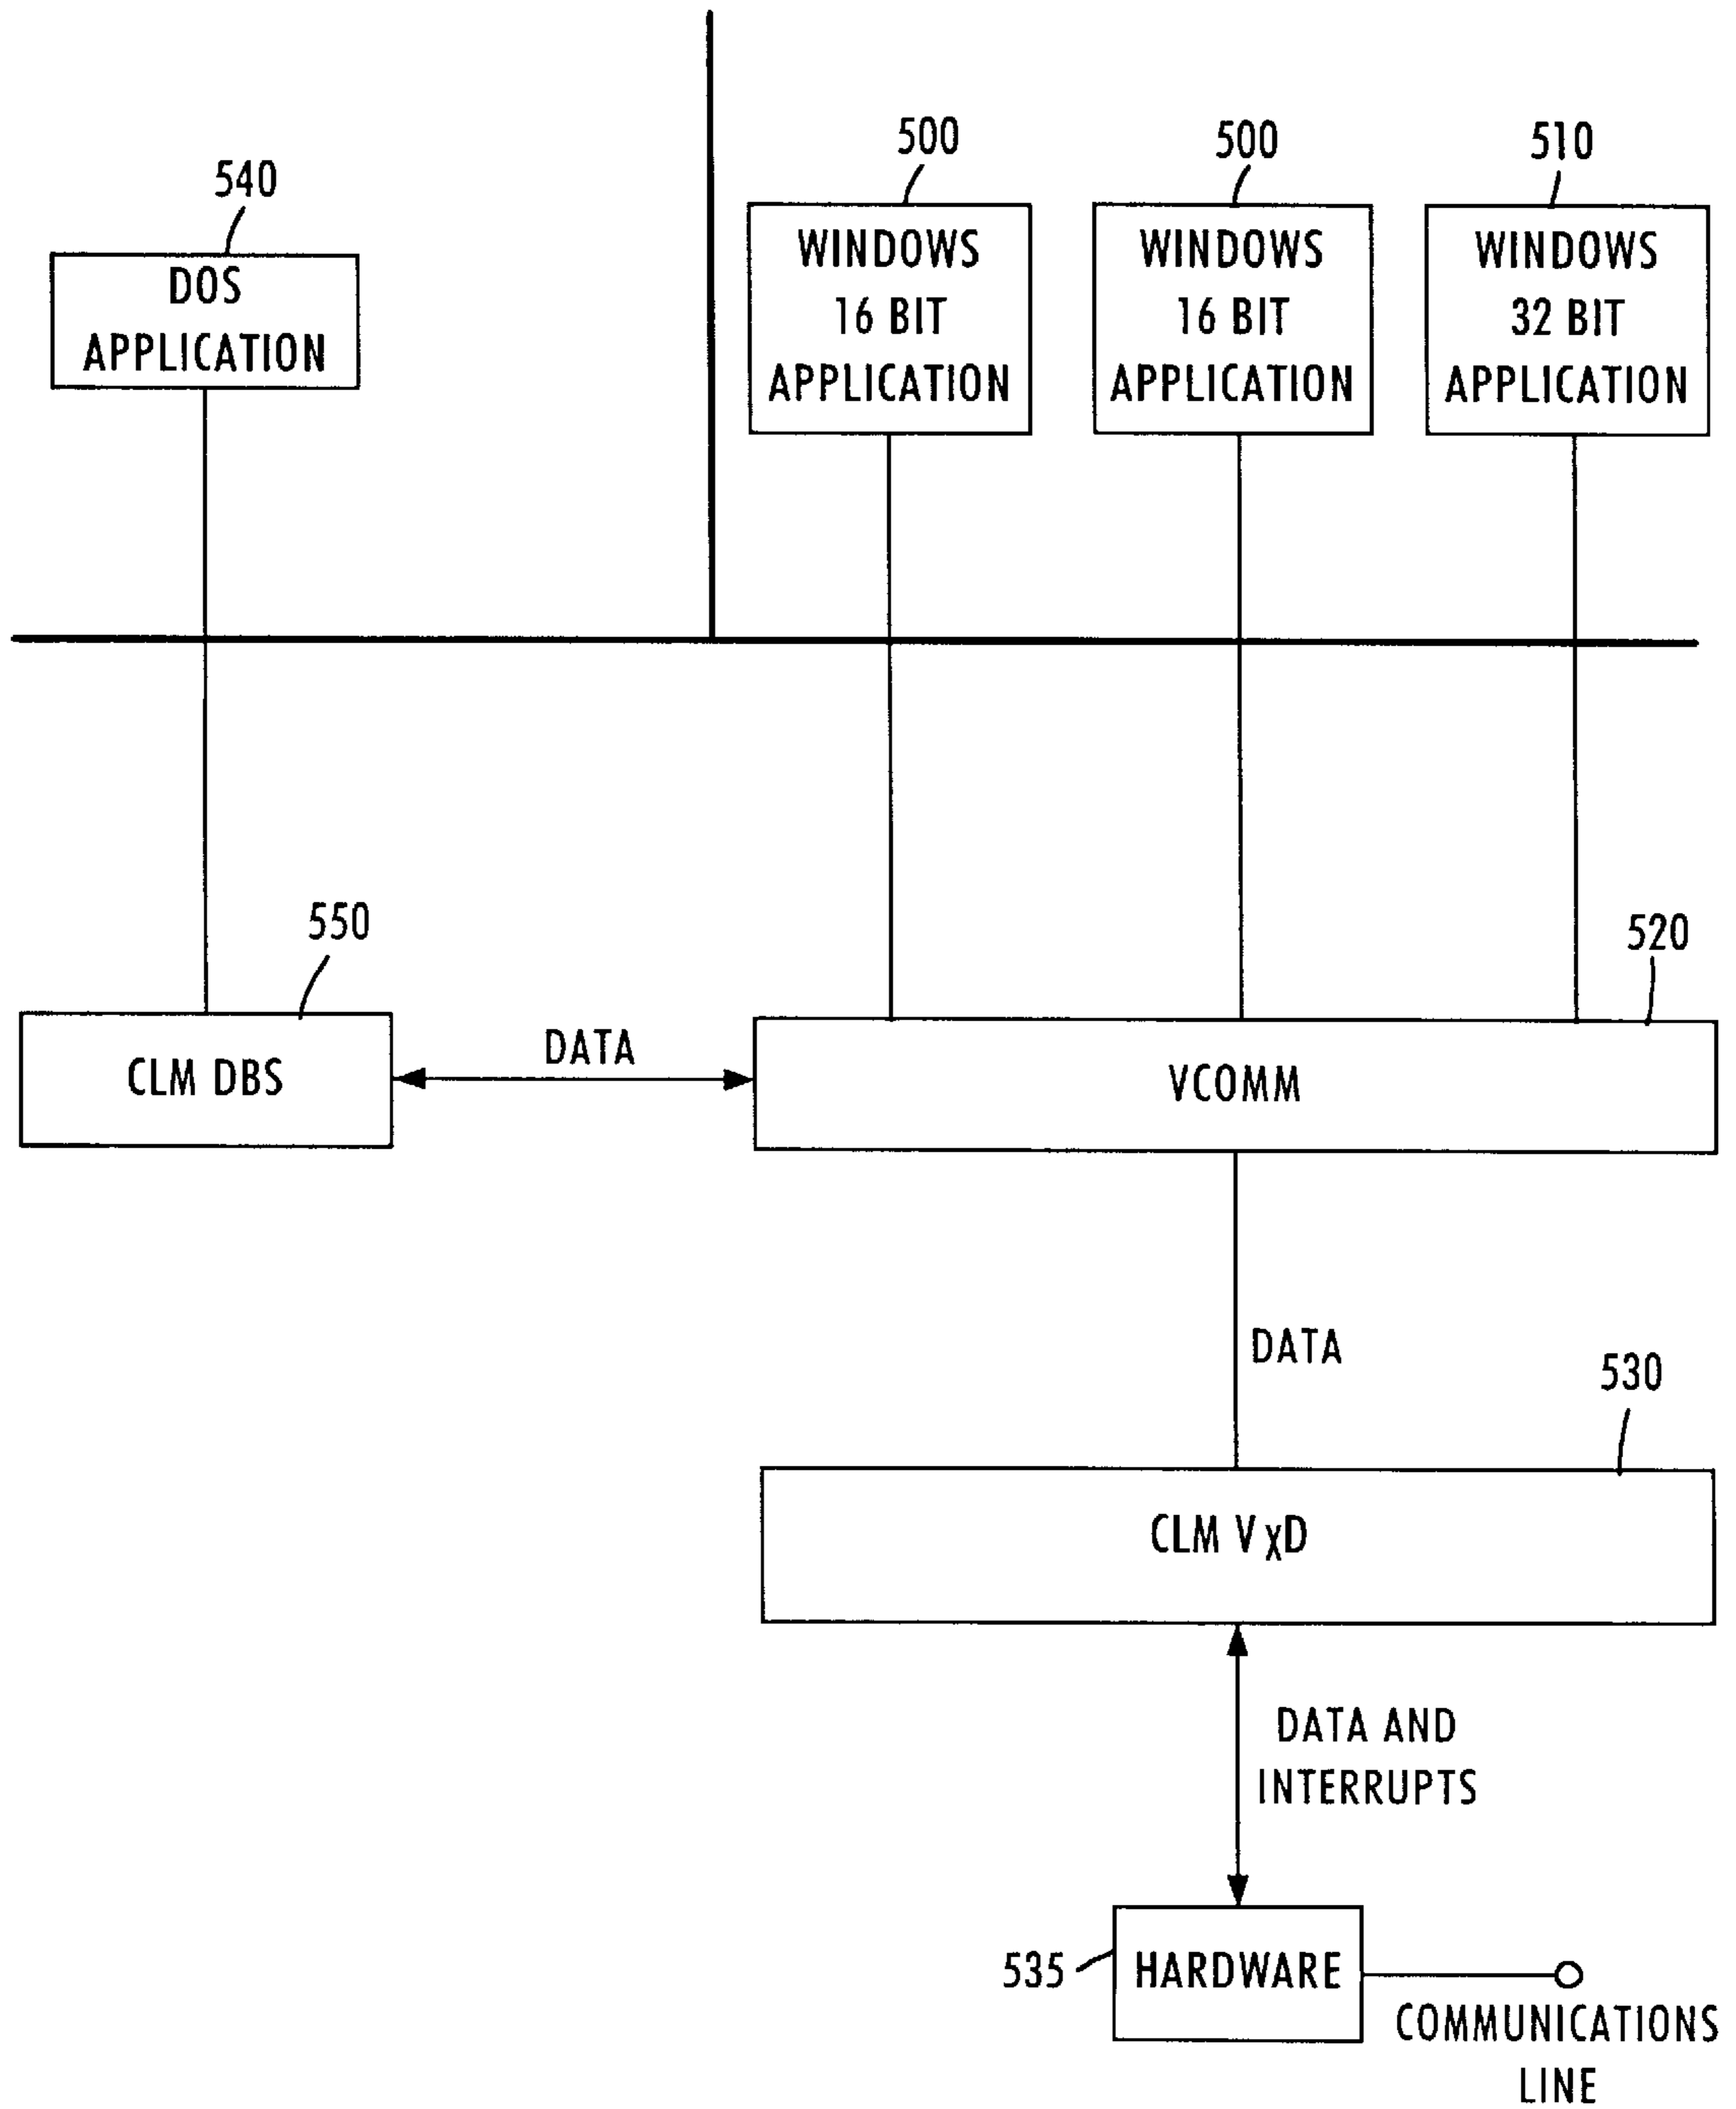 500
500
510
540
WINDOWS
16 BIT
APPLICATION
WINDOWS
16 BIT
APPLICATION
WINDOWS
32 BIT
APPLICATION
DOS
APPLICATION
550
520
CLM DBS
DATA
VCOMM
DATA
530
CLM VXD
DATA AND
INTERRUPTS
535
HARDWARE
COMMUNICATIONS
LINE